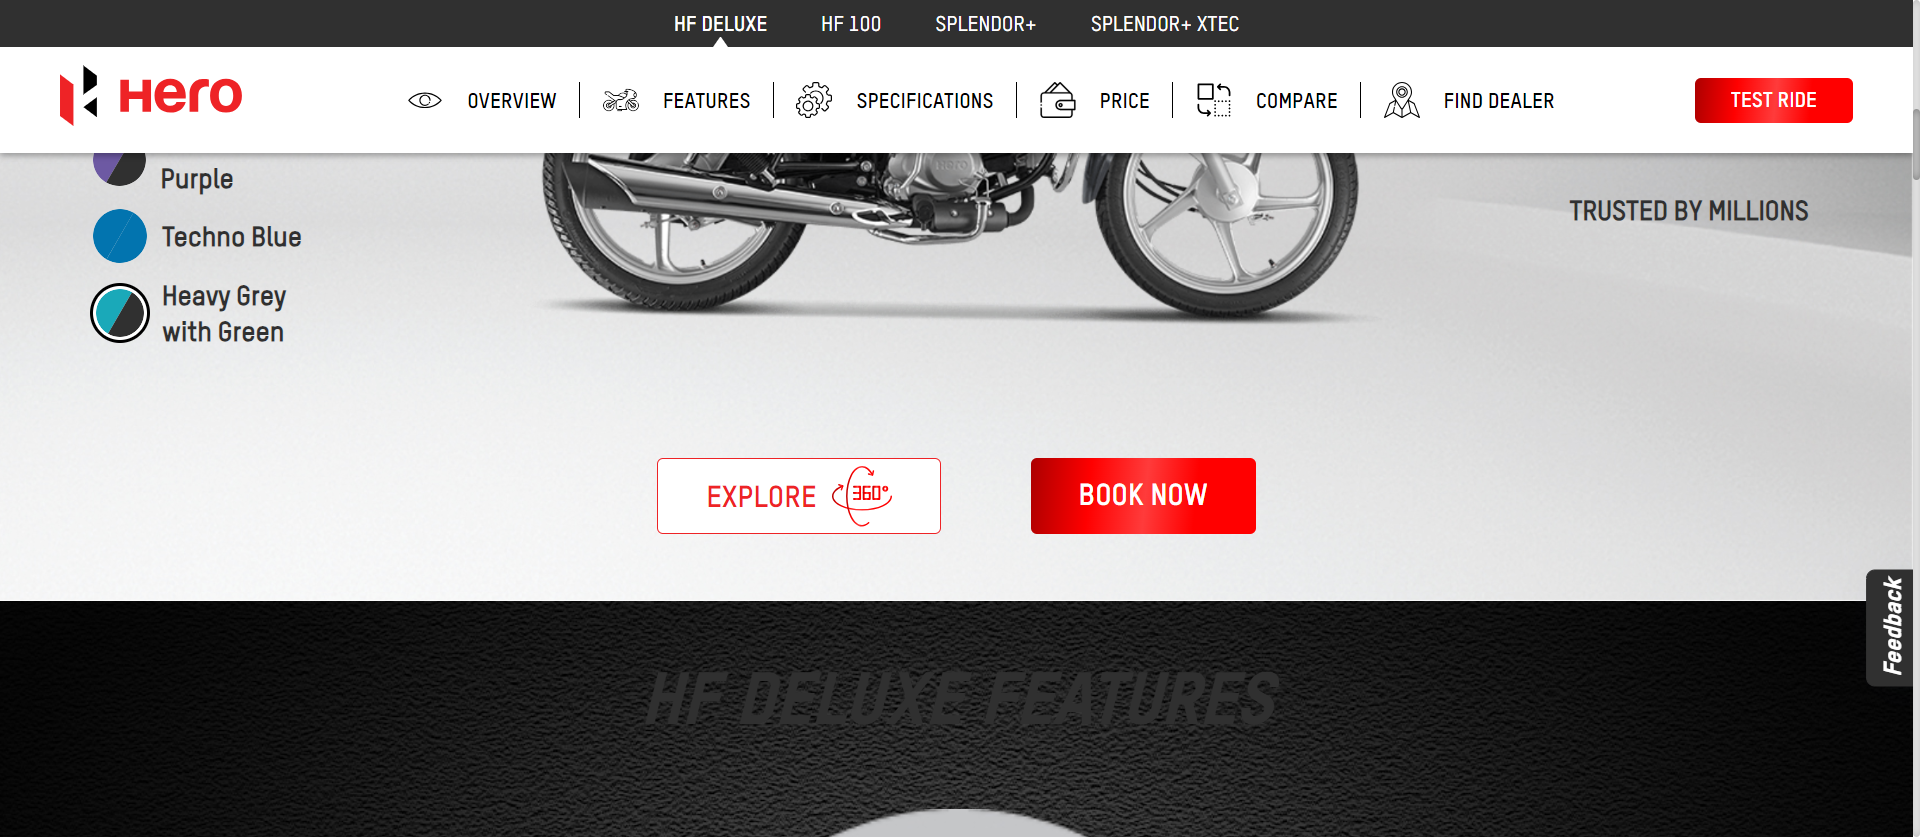 HF DELUXE
HF 100
SPLENDOR+
SPLENDOR+ XTEC
Hero
OVERVIEW
FEATURES
SPECIFICATIONS
PRICE
COMPARE
FIND DEALER
TEST RIDE
Purple
Techno Blue
Heavy Grey
with Green
Hero
TRUSTED BY MILLIONS
EXPLORE 360°
BOOK NOW
Feedback
HF DELUXE FEATURES